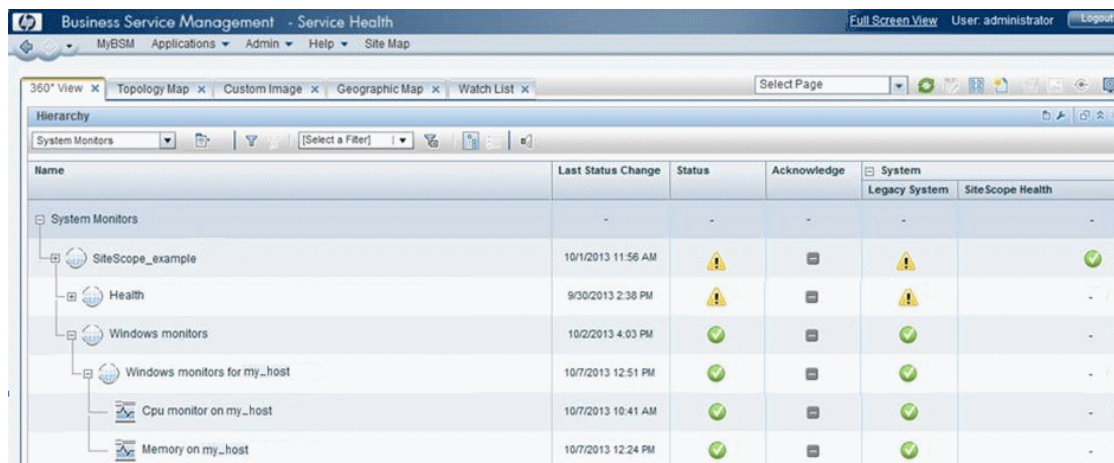 hp Business Service Management - Service Health Full Screen View User: administrator Logout
MyBSM Applications Admin Help Site Map
360° View x Topology Map x Custom Image x Geographic Map x Watch List x Select Page
Hierarchy
System Monitors [Select a Filter]
Name Last Status Change Status Acknowledge System
Legacy System SiteScope Health
System Monitors - - - - -
SiteScope_example 10/1/2013 11:56 AM
Health 9/30/2013 2:38 PM -
Windows monitors 10/2/2013 4:03 PM -
Windows monitors for my_host 10/7/2013 12:51 PM -
Cpu monitor on my_host 10/7/2013 10:41 AM -
Memory on my_host 10/7/2013 12:24 PM -